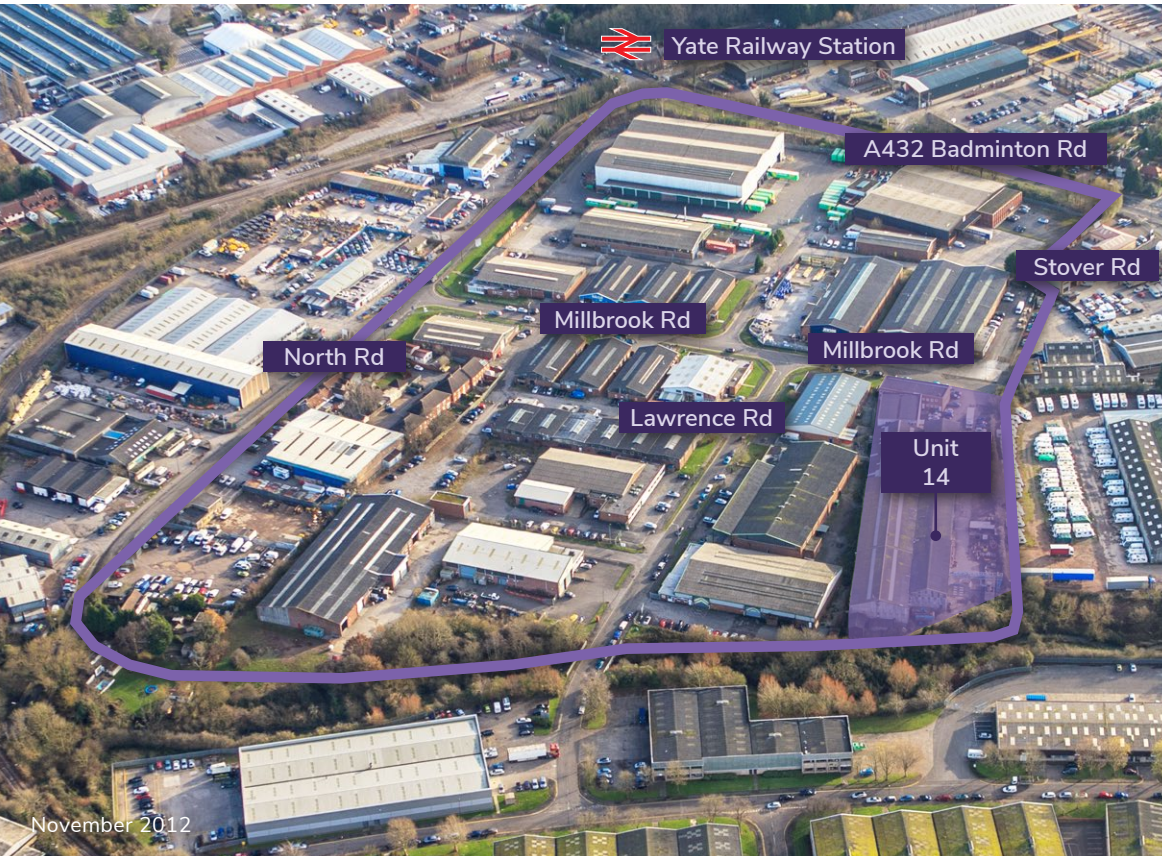 Yate Railway Station
A432 Badminton Rd
Stover Rd
Millbrook Rd
Millbrook Rd
North Rd
Lawrence Rd
Unit
14
November 2012